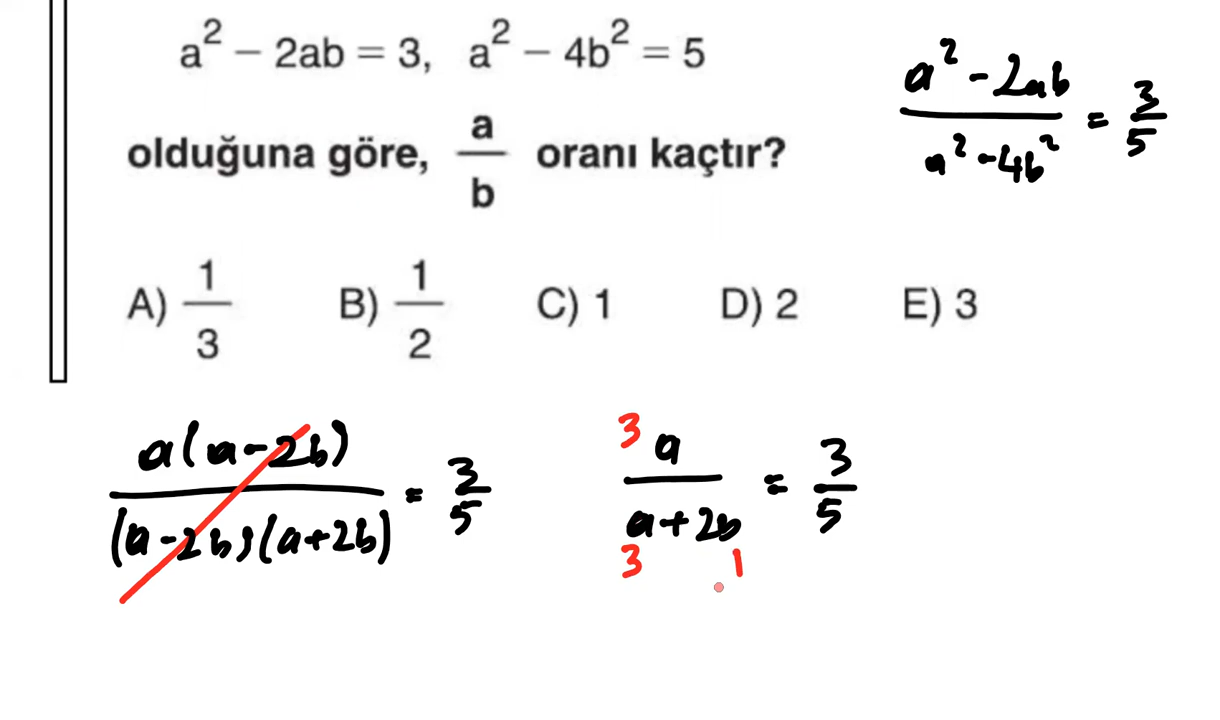 a² − 2ab = 3, a² − 4b² = 5
olduğuna göre, a/b oranı kaçtır?
A) 1/3 B) 1/2 C) 1 D) 2 E) 3
(a² - 2ab)/(a² - 4b²) = 3/5
a(a-2b)/((a-2b)(a+2b)) = 3/5
3
a/(a+2b) = 3/5
3 1